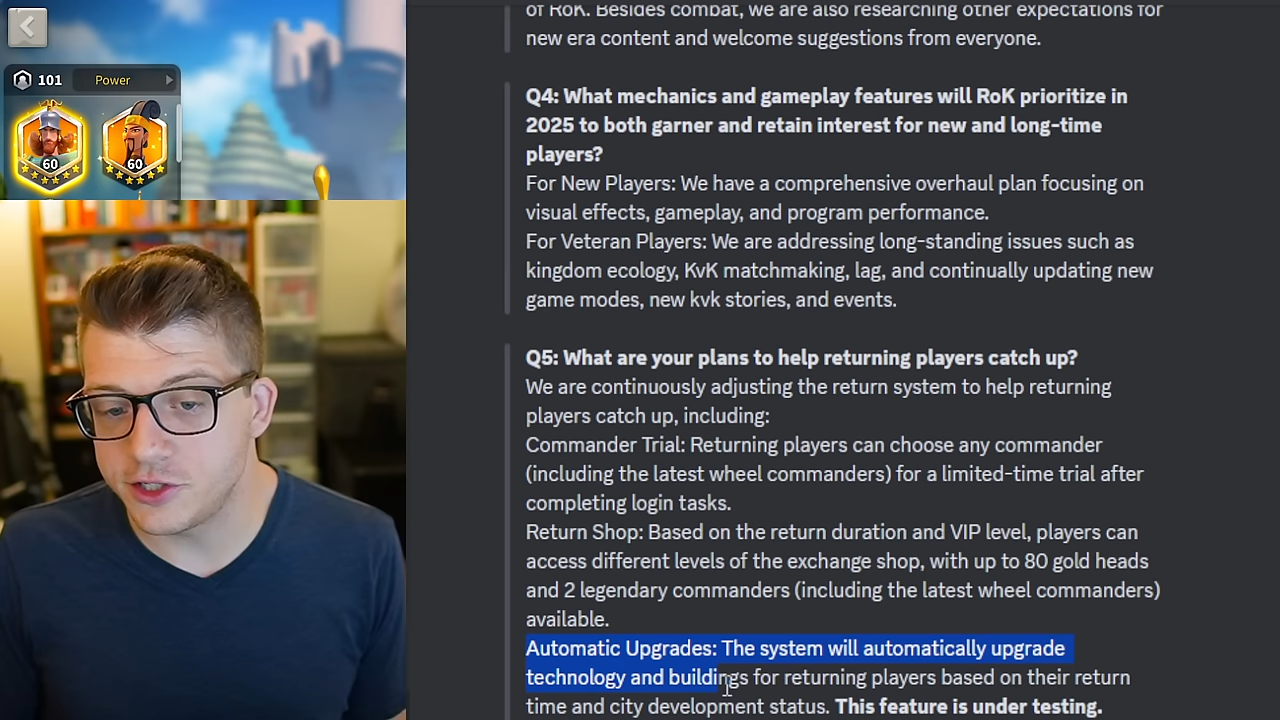 101
Power
60
60
of RoK. Besides combat, we are also researching other expectations for
new era content and welcome suggestions from everyone.
Q4: What mechanics and gameplay features will RoK prioritize in
2025 to both garner and retain interest for new and long-time
players?
For New Players: We have a comprehensive overhaul plan focusing on
visual effects, gameplay, and program performance.
For Veteran Players: We are addressing long-standing issues such as
kingdom ecology, KvK matchmaking, lag, and continually updating new
game modes, new kvk stories, and events.
Q5: What are your plans to help returning players catch up?
We are continuously adjusting the return system to help returning
players catch up, including:
Commander Trial: Returning players can choose any commander
(including the latest wheel commanders) for a limited-time trial after
completing login tasks.
Return Shop: Based on the return duration and VIP level, players can
access different levels of the exchange shop, with up to 80 gold heads
and 2 legendary commanders (including the latest wheel commanders)
available.
Automatic Upgrades: The system will automatically upgrade
technology and buildings for returning players based on their return
time and city development status. This feature is under testing.